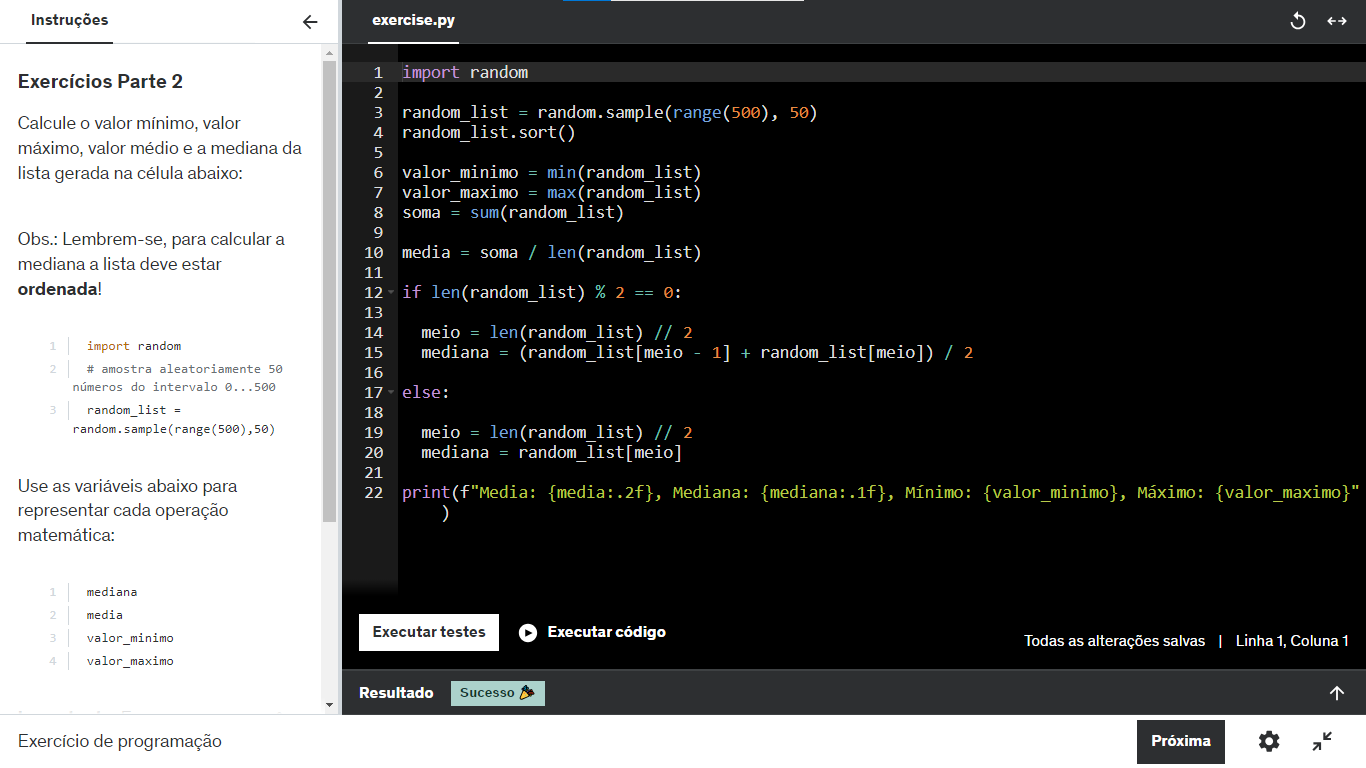 Instruções
Exercícios Parte 2
Calcule o valor mínimo, valor
máximo, valor médio e a mediana da
lista gerada na célula abaixo:
Obs.: Lembrem-se, para calcular a
mediana a lista deve estar
ordenada!
1 import random
2 # amostra aleatoriamente 50
números do intervalo 0...500
3 random_list =
random.sample(range(500),50)
Use as variáveis abaixo para
representar cada operação
matemática:
1 mediana
2 media
3 valor_minimo
4 valor_maximo
exercise.py
1 import random
2
3 random_list = random.sample(range(500), 50)
4 random_list.sort()
5
6 valor_minimo = min(random_list)
7 valor_maximo = max(random_list)
8 soma = sum(random_list)
9
10 media = soma / len(random_list)
11
12 if len(random_list) % 2 == 0:
13
14   meio = len(random_list) // 2
15   mediana = (random_list[meio - 1] + random_list[meio]) / 2
16
17 else:
18
19   meio = len(random_list) // 2
20   mediana = random_list[meio]
21
22 print(f"Media: {media:.2f}, Mediana: {mediana:.1f}, Mínimo: {valor_minimo}, Máximo: {valor_maximo}"
)
Executar testes Executar código
Todas as alterações salvas | Linha 1, Coluna 1
Resultado Sucesso 🎉
Exercício de programação
Próxima